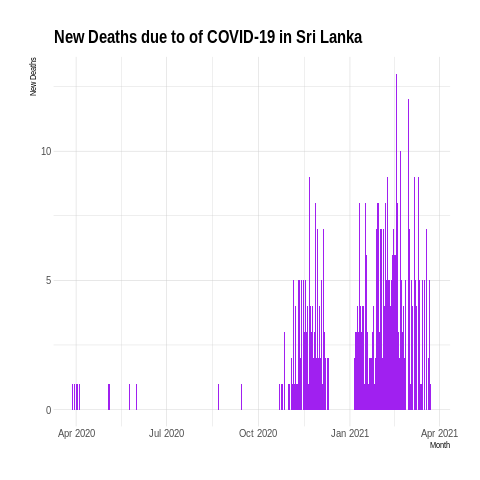 New Deaths due to of COVID-19 in Sri Lanka
New Deaths
10
5
0
Apr 2020 Jul 2020 Oct 2020 Jan 2021 Apr 2021
Month